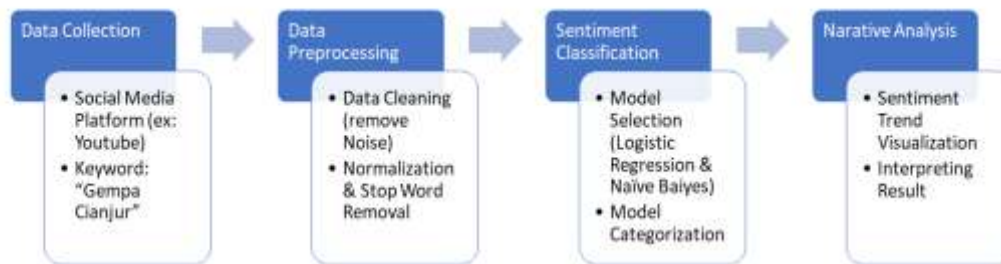 Data Collection
• Social Media
Platform (ex:
Youtube)
• Keyword:
"Gempa
Cianjur"
Data
Preprocessing
• Data Cleaning
(remove
Noise)
• Normalization
& Stop Word
Removal
Sentiment
Classification
• Model
Selection
(Logistic
Regression &
Naïve Baiyes)
• Model
Categorization
Narative Analysis
• Sentiment
Trend
Visualization
• Interpreting
Result